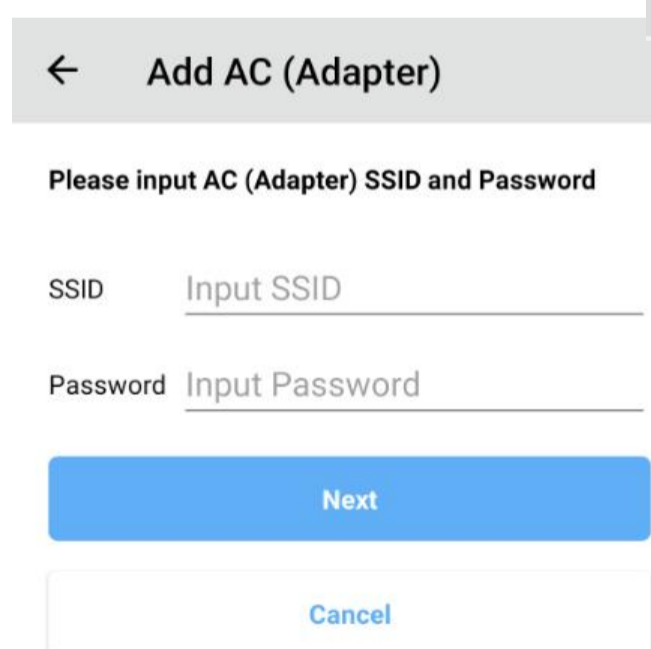 Add AC (Adapter)
Please input AC (Adapter) SSID and Password
SSID Input SSID
Password Input Password
Next
Cancel